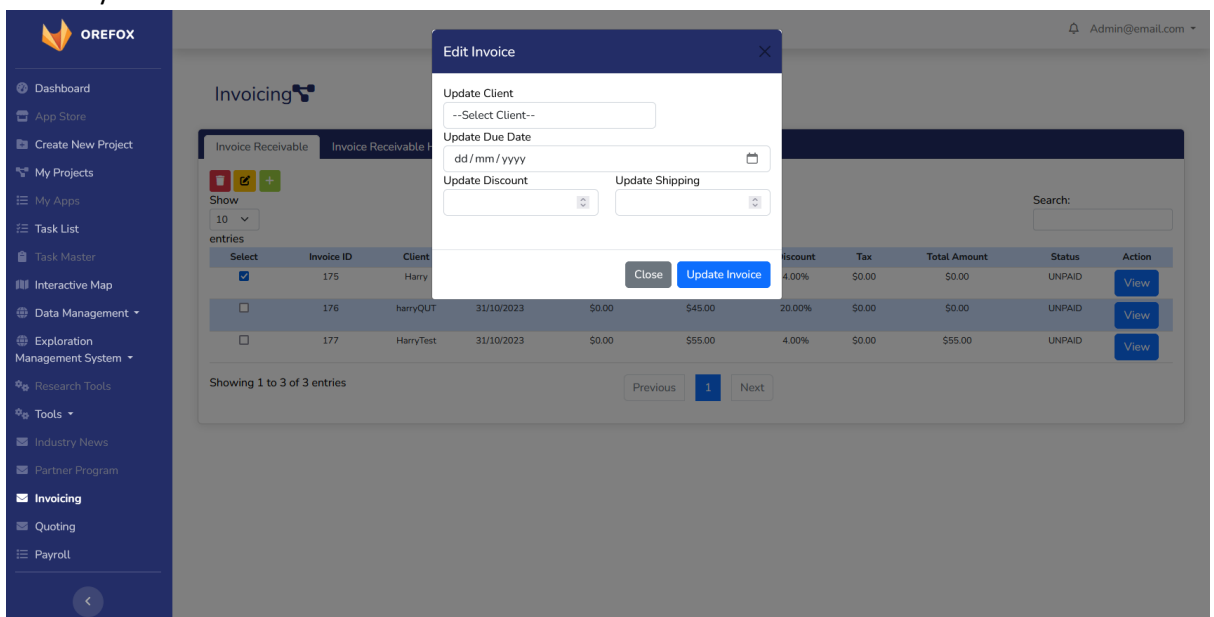 OREFOX
Admin@email.com
Dashboard
App Store
Create New Project
My Projects
My Apps
Task List
Task Master
Interactive Map
Data Management
Exploration
Management System
Research Tools
Tools
Industry News
Partner Program
Invoicing
Quoting
Payroll
Invoicing
Invoice Receivable Invoice Receivable
Show
10
entries
Search:
Select Invoice ID Client Tax Total Amount Status Action
175 Harry 4.00% $0.00 $0.00 UNPAID View
176 harryQUT 31/10/2023 $0.00 $45.00 20.00% $0.00 $0.00 UNPAID View
177 HarryTest 31/10/2023 $0.00 $55.00 4.00% $0.00 $55.00 UNPAID View
Showing 1 to 3 of 3 entries
Previous 1 Next
Edit Invoice
Update Client
--Select Client--
Update Due Date
dd/mm/yyyy
Update Discount Update Shipping
Close Update Invoice